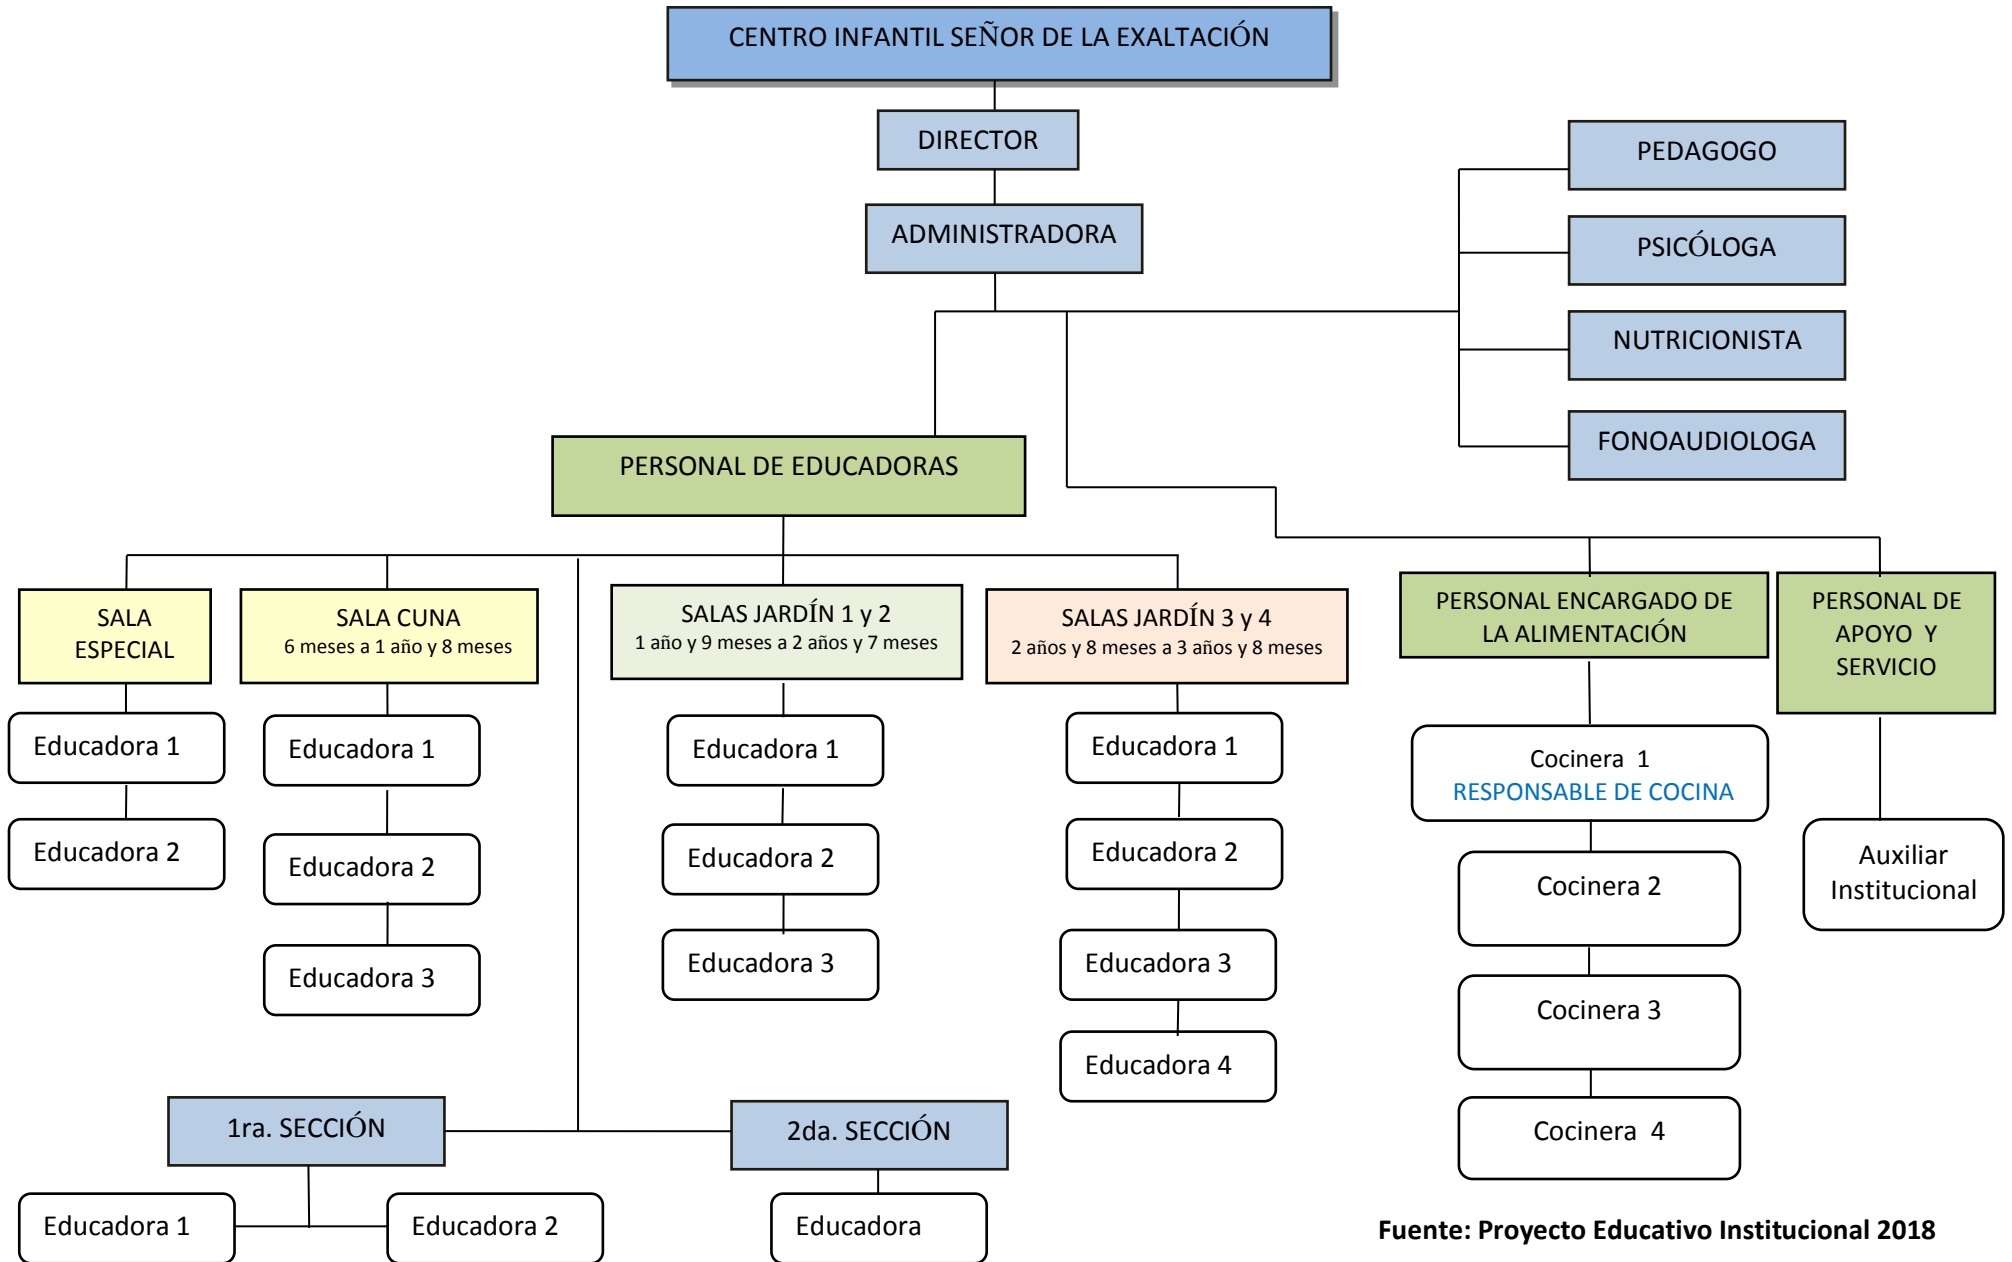 CENTRO INFANTIL SEÑOR DE LA EXALTACIÓN
DIRECTOR
ADMINISTRADORA
PEDAGOGO
PSICÓLOGA
NUTRICIONISTA
FONOAUDIOLOGA
PERSONAL DE EDUCADORAS
SALA
ESPECIAL
Educadora 1
Educadora 2
SALA CUNA
6 meses a 1 año y 8 meses
Educadora 1
Educadora 2
Educadora 3
SALAS JARDÍN 1 y 2
1 año y 9 meses a 2 años y 7 meses
Educadora 1
Educadora 2
Educadora 3
SALAS JARDÍN 3 y 4
2 años y 8 meses a 3 años y 8 meses
Educadora 1
Educadora 2
Educadora 3
Educadora 4
PERSONAL ENCARGADO DE
LA ALIMENTACIÓN
Cocinera 1
RESPONSABLE DE COCINA
Cocinera 2
Cocinera 3
Cocinera 4
PERSONAL DE
APOYO Y
SERVICIO
Auxiliar
Institucional
1ra. SECCIÓN
Educadora 1
Educadora 2
2da. SECCIÓN
Educadora
Fuente: Proyecto Educativo Institucional 2018